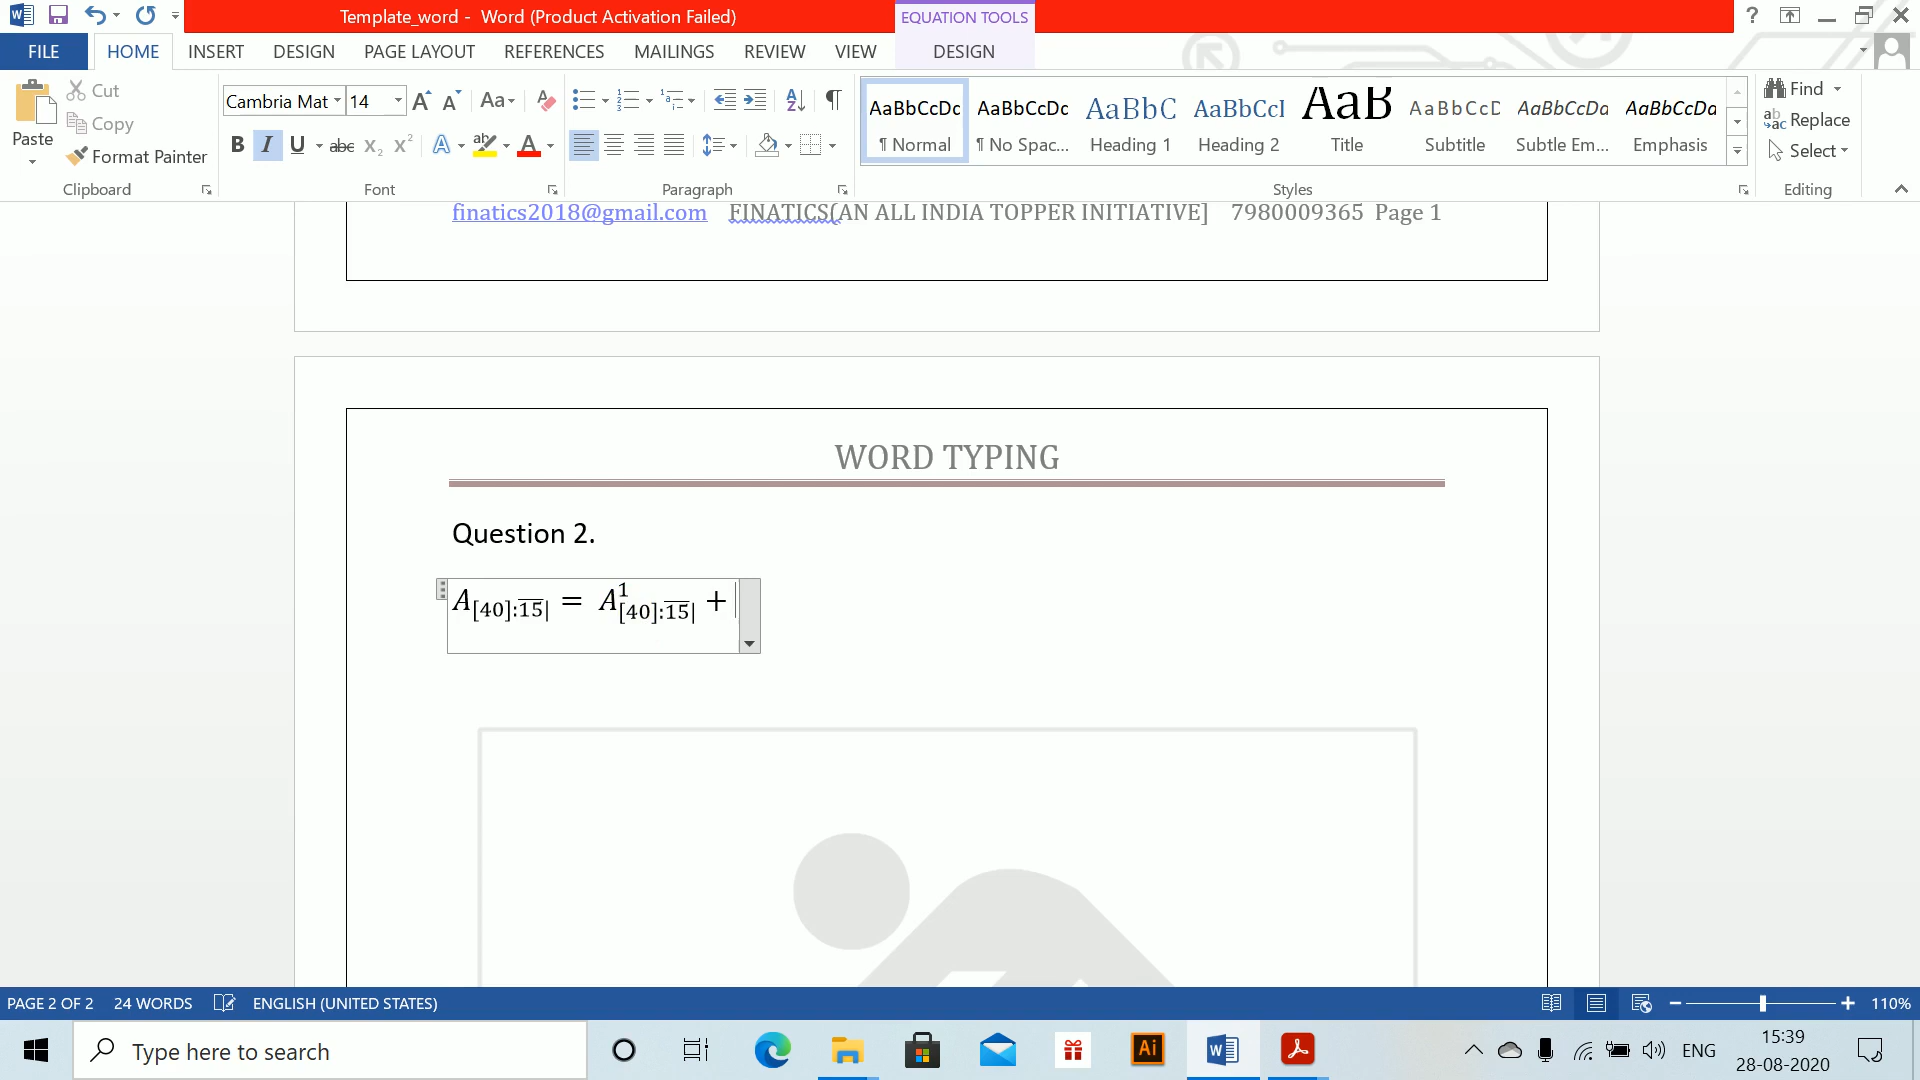 Template_word - Word (Product Activation Failed)
EQUATION TOOLS
?
FILE HOME INSERT DESIGN PAGE LAYOUT REFERENCES MAILINGS REVIEW VIEW DESIGN
Paste
Cut
Copy
Format Painter
Clipboard
Cambria Mat 14
Aa
B I U abc X₂ X² A A
Font
Paragraph
AaBbCcDc AaBbCcDc AaBbC AaBbCcI AaB AaBbCcD AaBbCcDa AaBbCcDa
¶ Normal ¶ No Spac... Heading 1 Heading 2 Title Subtitle Subtle Em... Emphasis
Styles
Find
Replace
Select
Editing
finatics2018@gmail.com FINATICS(AN ALL INDIA TOPPER INITIATIVE] 7980009365 Page 1
WORD TYPING
Question 2.
A[40]:15| = A¹[40]:15| +
PAGE 2 OF 2 24 WORDS ENGLISH (UNITED STATES) 110%
Type here to search
Ai
ENG
15:39
28-08-2020